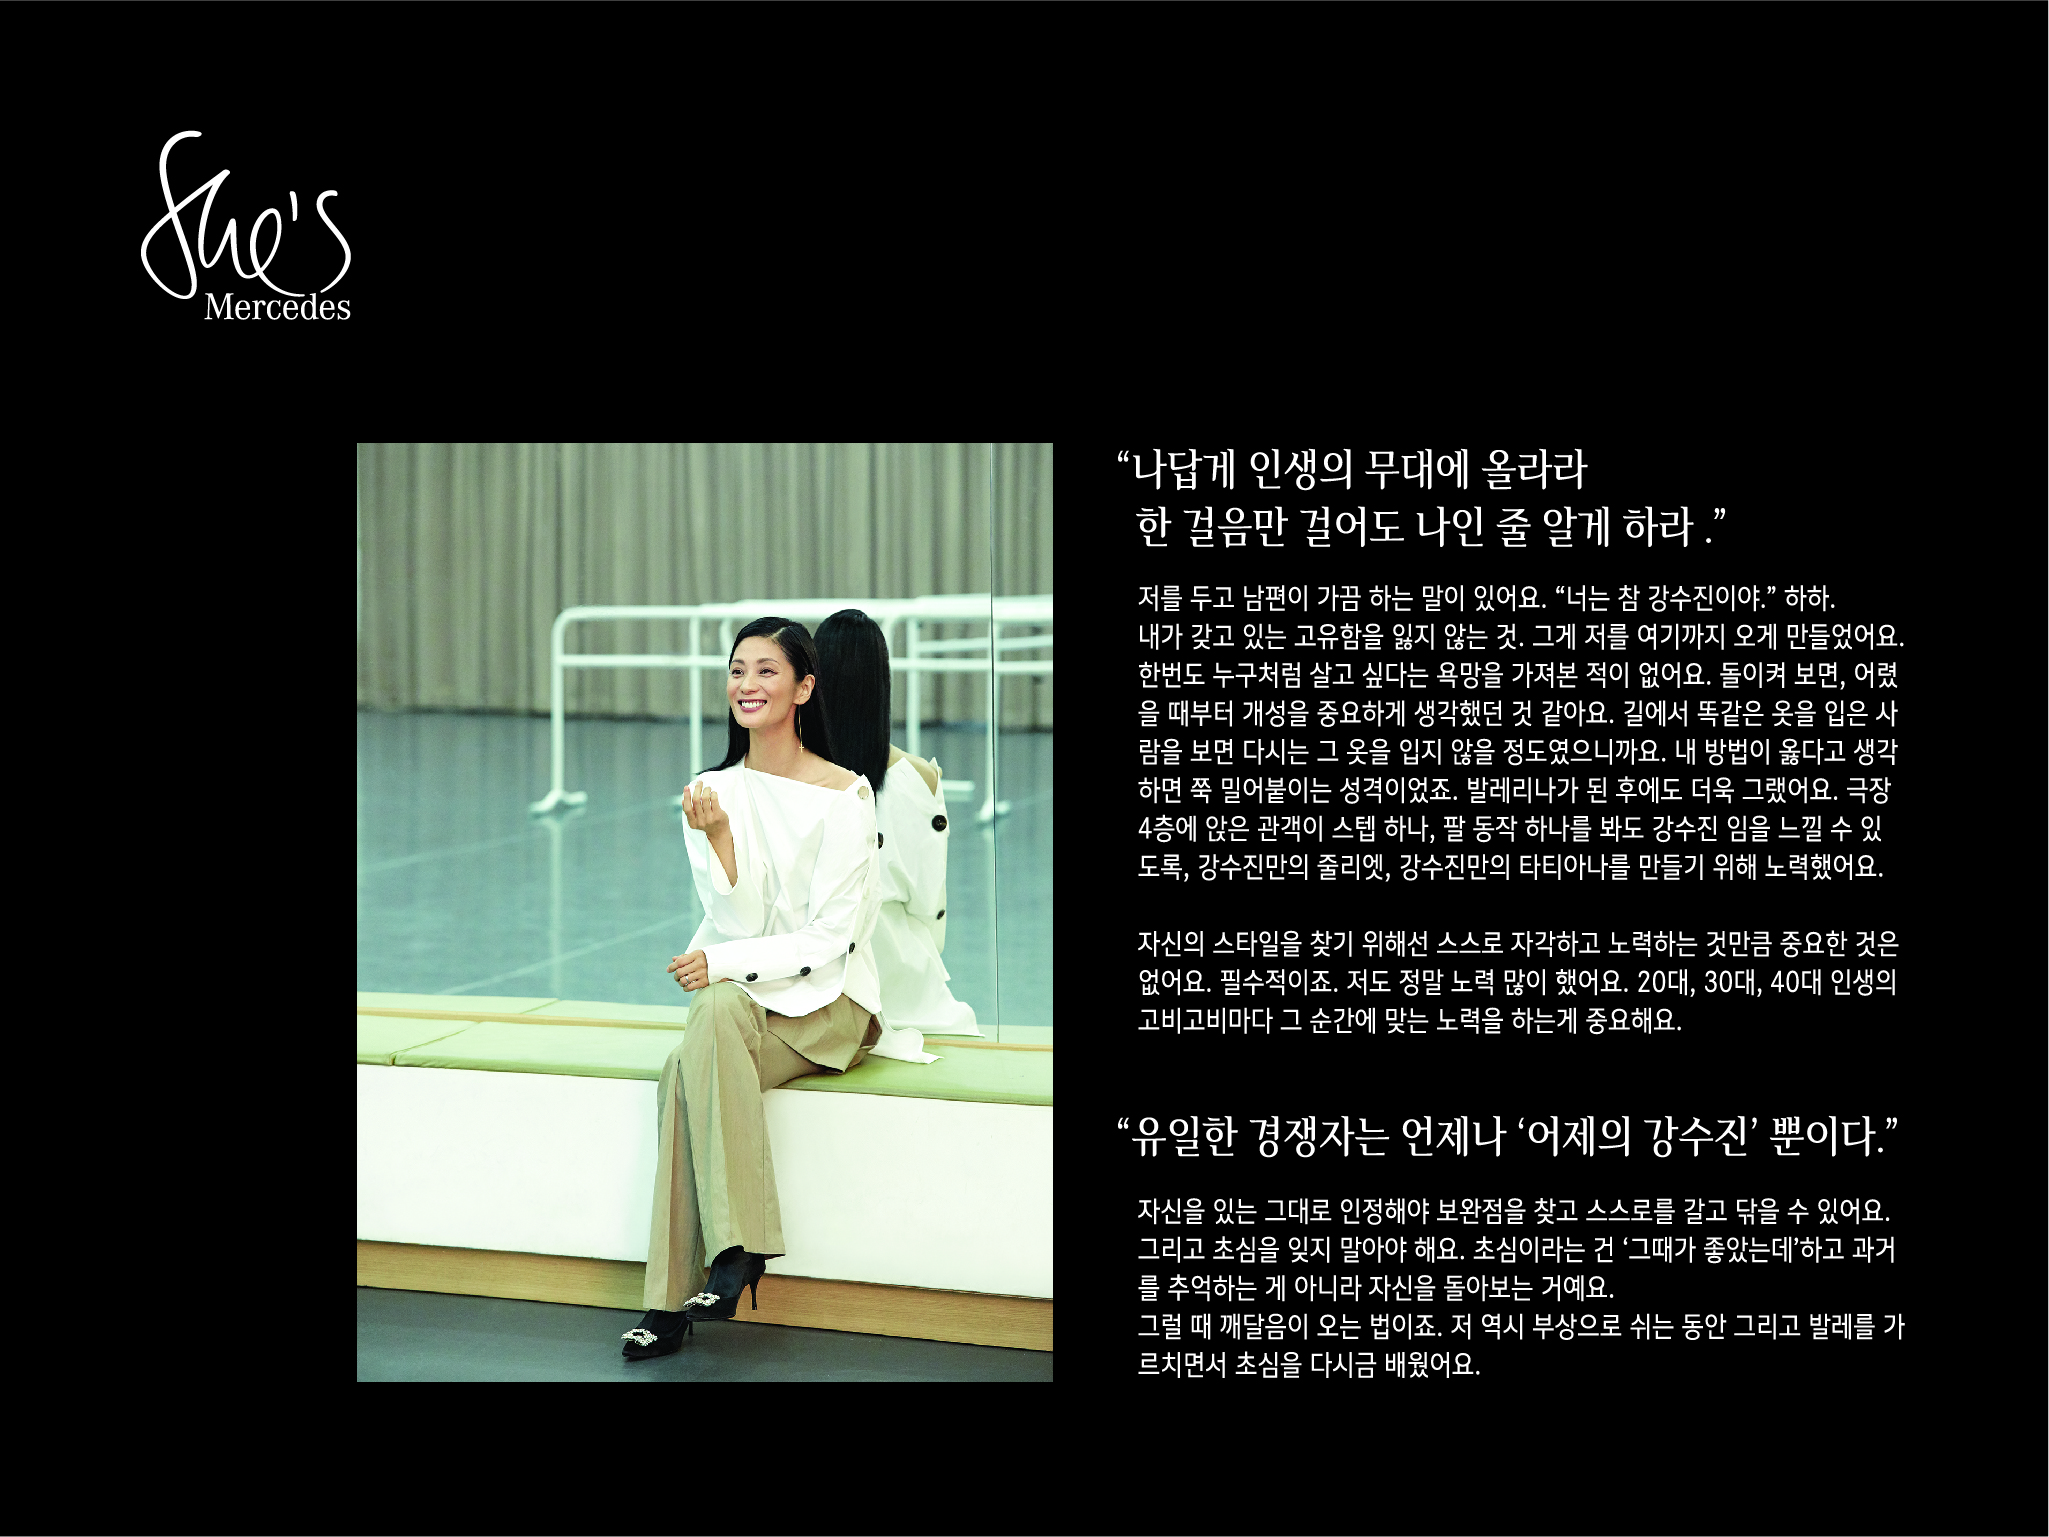 She's
Mercedes
“나답게 인생의 무대에 올라라
한 걸음만 걸어도 나인 줄 알게 하라 .”
저를 두고 남편이 가끔 하는 말이 있어요. “너는 참 강수진이야.” 하하.
내가 갖고 있는 고유함을 잃지 않는 것. 그게 저를 여기까지 오게 만들었어요.
한번도 누구처럼 살고 싶다는 욕망을 가져본 적이 없어요. 돌이켜 보면, 어렸
을 때부터 개성을 중요하게 생각했던 것 같아요. 길에서 똑같은 옷을 입은 사
람을 보면 다시는 그 옷을 입지 않을 정도였으니까요. 내 방법이 옳다고 생각
하면 쭉 밀어붙이는 성격이었죠. 발레리나가 된 후에도 더욱 그랬어요. 극장
4층에 앉은 관객이 스텝 하나, 팔 동작 하나를 봐도 강수진 임을 느낄 수 있
도록, 강수진만의 줄리엣, 강수진만의 타티아나를 만들기 위해 노력했어요.
자신의 스타일을 찾기 위해선 스스로 자각하고 노력하는 것만큼 중요한 것은
없어요. 필수적이죠. 저도 정말 노력 많이 했어요. 20대, 30대, 40대 인생의
고비고비마다 그 순간에 맞는 노력을 하는게 중요해요.
“유일한 경쟁자는 언제나 ‘어제의 강수진’ 뿐이다.”
자신을 있는 그대로 인정해야 보완점을 찾고 스스로를 갈고 닦을 수 있어요.
그리고 초심을 잊지 말아야 해요. 초심이라는 건 ‘그때가 좋았는데’하고 과거
를 추억하는 게 아니라 자신을 돌아보는 거예요.
그럴 때 깨달음이 오는 법이죠. 저 역시 부상으로 쉬는 동안 그리고 발레를 가
르치면서 초심을 다시금 배웠어요.